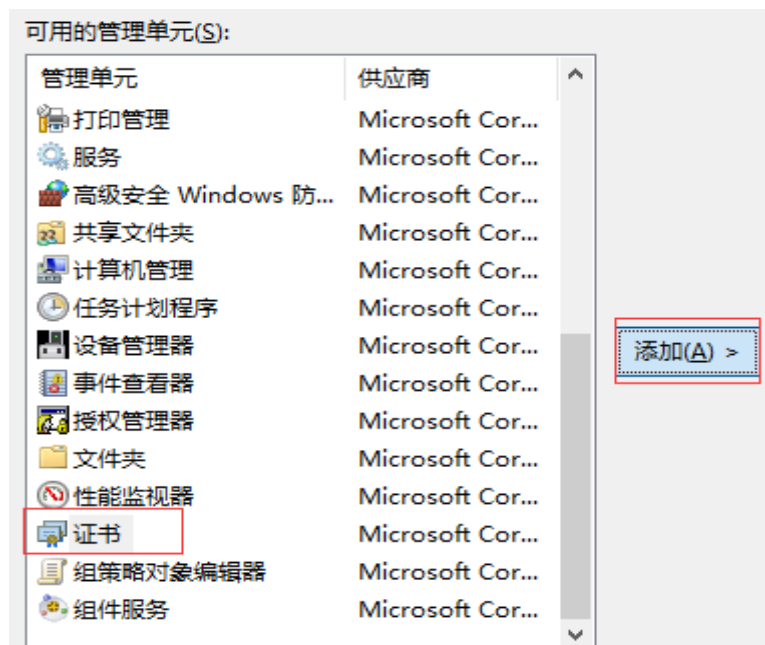 可用的管理单元(S):
管理单元 供应商
打印管理 Microsoft Cor...
服务 Microsoft Cor...
高级安全 Windows 防... Microsoft Cor...
共享文件夹 Microsoft Cor...
计算机管理 Microsoft Cor...
任务计划程序 Microsoft Cor...
设备管理器 Microsoft Cor...
添加(A) >
事件查看器 Microsoft Cor...
授权管理器 Microsoft Cor...
文件夹 Microsoft Cor...
性能监视器 Microsoft Cor...
证书 Microsoft Cor...
组策略对象编辑器 Microsoft Cor...
组件服务 Microsoft Cor...